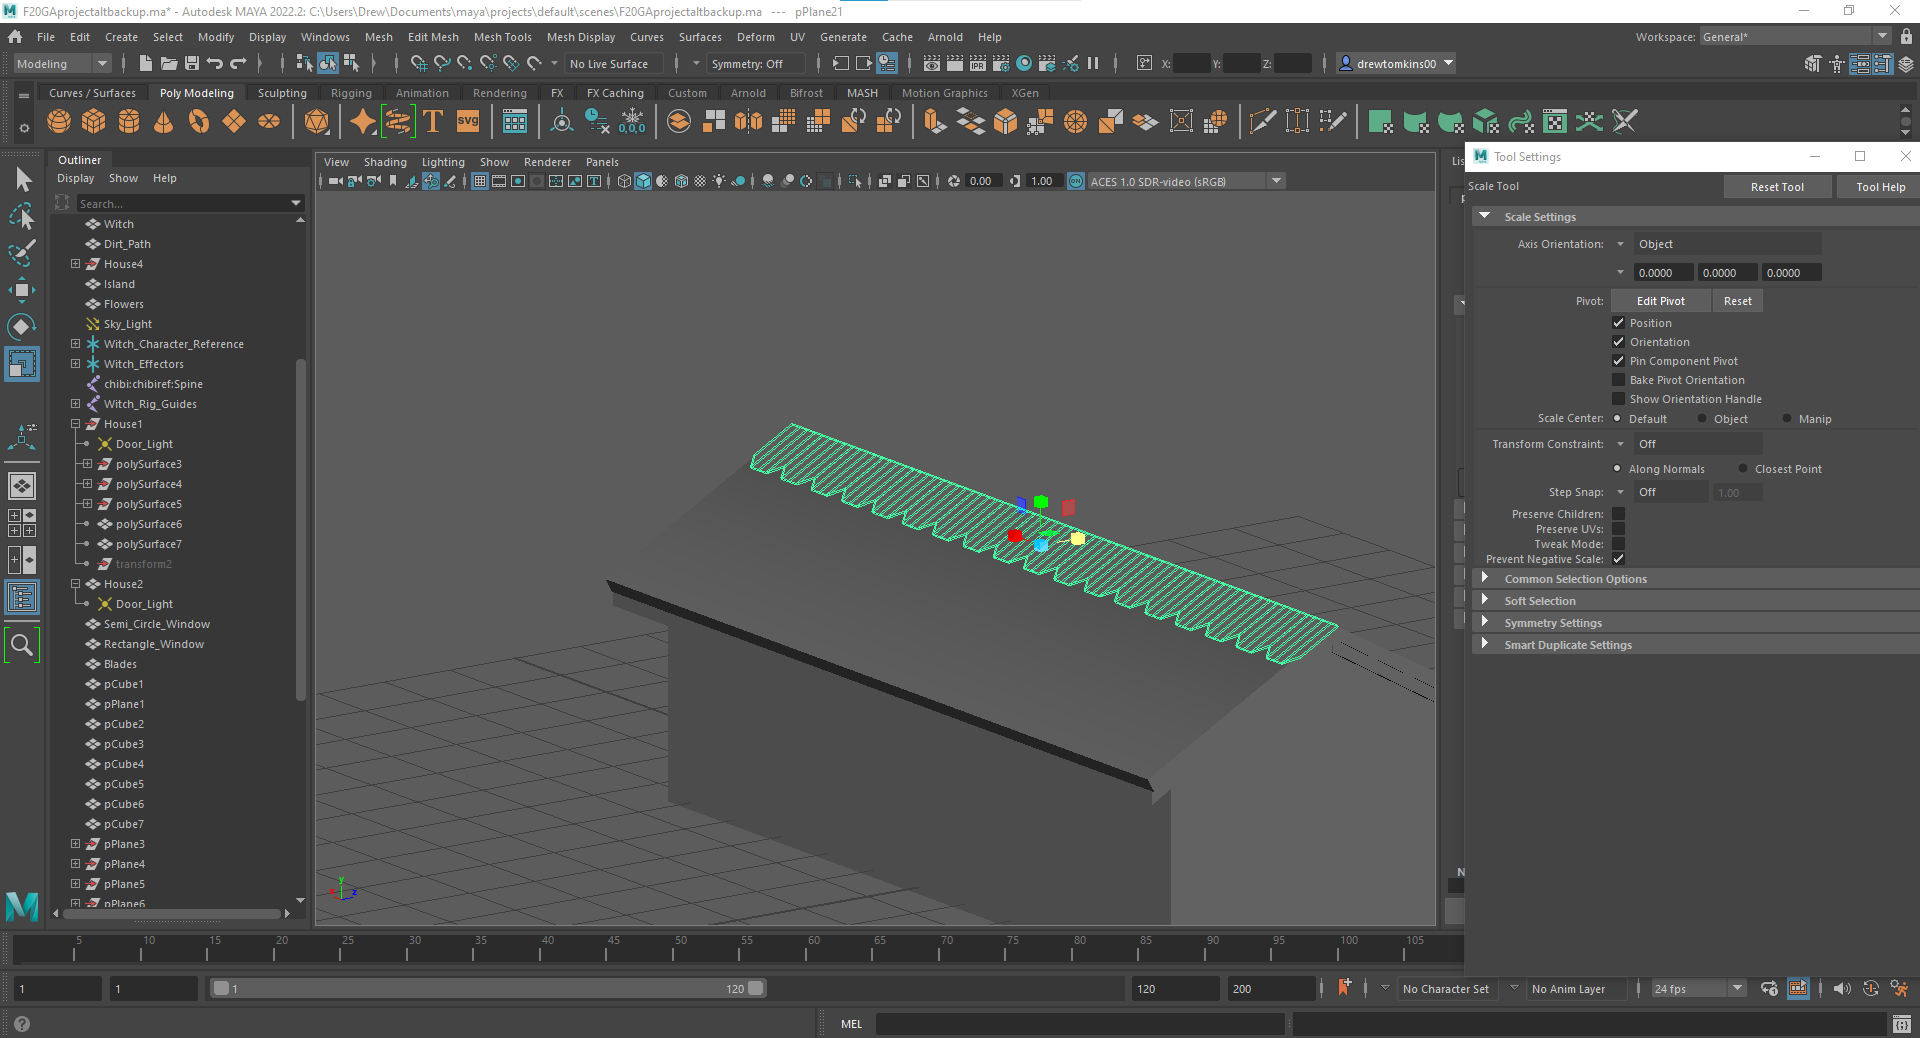 F20GAprojectaltbackup.ma* - Autodesk MAYA 2022.2: C:\Users\Drew\Documents\maya\projects\default\scenes\F20GAprojectaltbackup.ma --- pPlane21
File Edit Create Select Modify Display Windows Mesh Edit Mesh Mesh Tools Mesh Display Curves Surfaces Deform UV Generate Cache Arnold Help
Workspace: General*
Modeling No Live Surface Symmetry: Off X: Y: Z: drewtomkins00
Curves / Surfaces Poly Modeling Sculpting Rigging Animation Rendering FX FX Caching Custom Arnold Bifrost MASH Motion Graphics XGen
T svg 0,0,0
Outliner
Display Show Help
Search...
Witch
Dirt_Path
House4
Island
Flowers
Sky_Light
Witch_Character_Reference
Witch_Effectors
chibi:chibiref:Spine
Witch_Rig_Guides
House1
Door_Light
polySurface3
polySurface4
polySurface5
polySurface6
polySurface7
transform2
House2
Door_Light
Semi_Circle_Window
Rectangle_Window
Blades
pCube1
pPlane1
pCube2
pCube3
pCube4
pCube5
pCube6
pCube7
pPlane3
pPlane4
pPlane5
pPlane6
View Shading Lighting Show Renderer Panels
0.00 1.00 ACES 1.0 SDR-video (sRGB)
y
z
Lis
N
Tool Settings
Scale Tool Reset Tool Tool Help
Scale Settings
Axis Orientation: Object
0.0000 0.0000 0.0000
Pivot: Edit Pivot Reset
Position
Orientation
Pin Component Pivot
Bake Pivot Orientation
Show Orientation Handle
Scale Center: Default Object Manip
Transform Constraint: Off
Along Normals Closest Point
Step Snap: Off 1.00
Preserve Children:
Preserve UVs:
Tweak Mode:
Prevent Negative Scale:
Common Selection Options
Soft Selection
Symmetry Settings
Smart Duplicate Settings
5 10 15 20 25 30 35 40 45 50 55 60 65 70 75 80 85 90 95 100 105
1 1 1 120 120 200 No Character Set No Anim Layer 24 fps
MEL